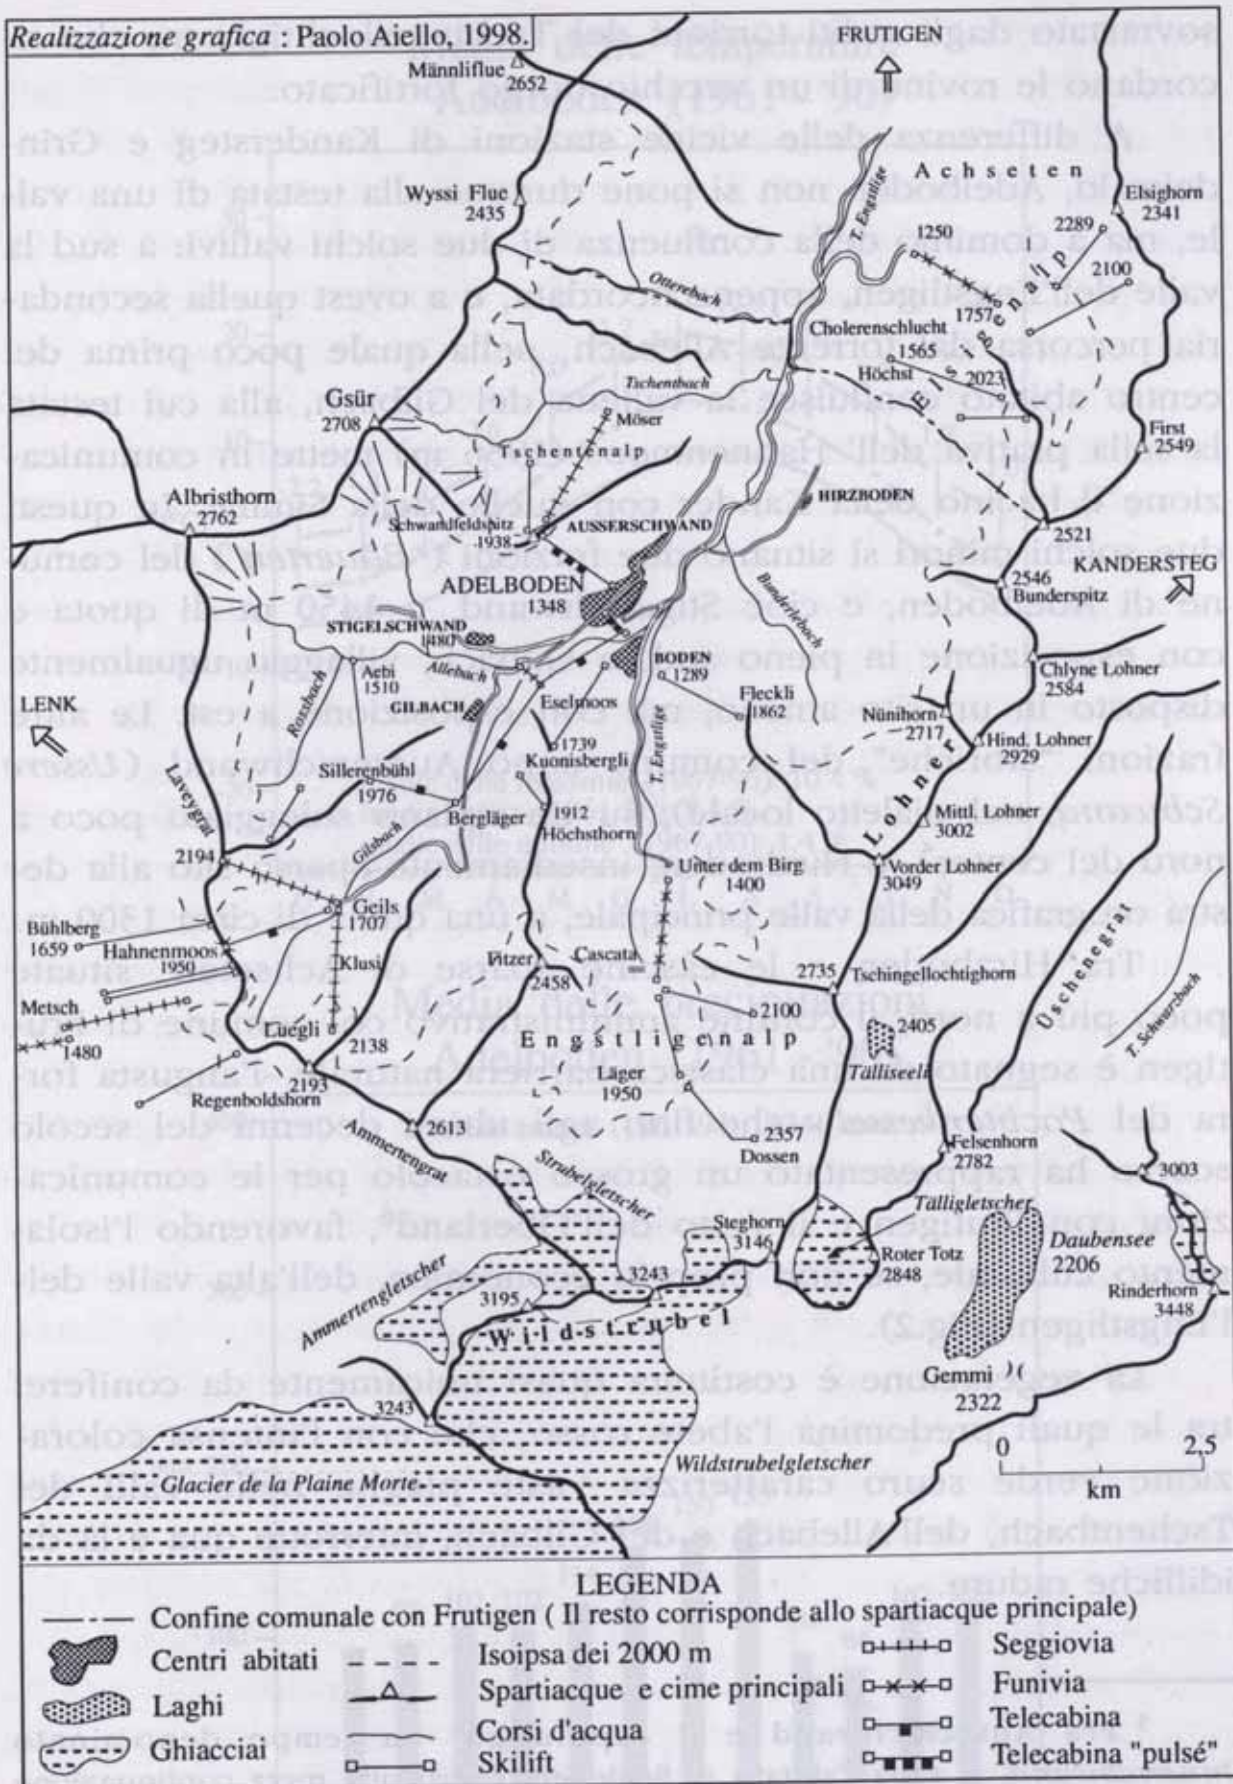 Realizzazione grafica : Paolo Aiello, 1998.
FRUTIGEN
Männliflue
2652
Achseten
T. Engstlige
Wyssi Flue
2435
Elsighorn
2341
2289
1250
2100
Otterebach
Elsigenalp
1757
Cholerenschlucht
1565
Höchst
2023
Tschentbach
Gsür
2708
Möser
First
2549
Tschentenalp
Albristhorn
2762
HIRZBODEN
Schwandfeldspitz
1938
AUSSERSCHWAND
2521
ADELBODEN
1348
2546
Bunderspitz
KANDERSTEG
Bunderlebach
STIGELSCHWAND
1480
Allebach
BODEN
1289
Chlyne Lohner
2584
Aebi
1510
LENK
Rossbach
GILBACH
Eselmoos
Fleckli
1862
Nünihorn
2717
Hind. Lohner
2929
T. Engstlige
1739
Kuonisbergli
Sillerenbühl
1976
Laveygrat
Bergläger
1912
Höchsthorn
Mittl. Lohner
3002
Lohner
Gilsbach
2194
Unter dem Birg
1400
Vorder Lohner
3049
Geils
1707
Bühlberg
1659
Hahnenmoos
1950
Klusi
Fitzer
2458
Cascata
2735
Tschingellochtighorn
Üschenegrat
T. Schwarzbach
Metsch
1480
Luegli
2138
2100
2405
Engstligenalp
Tälliseeli
2193
Läger
1950
Regenboldshorn
2613
Ammertengrat
2357
Dossen
Felsenhorn
2782
3003
Strubelgletscher
Tälligletscher
Steghorn
3146
Daubensee
2206
Roter Totz
2848
Ammertengletscher
3243
3195
Rinderhorn
3448
Wildstrubel
Gemmi )(
2322
3243
0 2.5
km
Wildstrubelgletscher
Glacier de la Plaine Morte
LEGENDA
Confine comunale con Frutigen ( Il resto corrisponde allo spartiacque principale)
Centri abitati
Laghi
Ghiacciai
Isoipsa dei 2000 m
Spartiacque e cime principali
Corsi d'acqua
Skilift
Seggiovia
Funivia
Telecabina
Telecabina "pulsé"